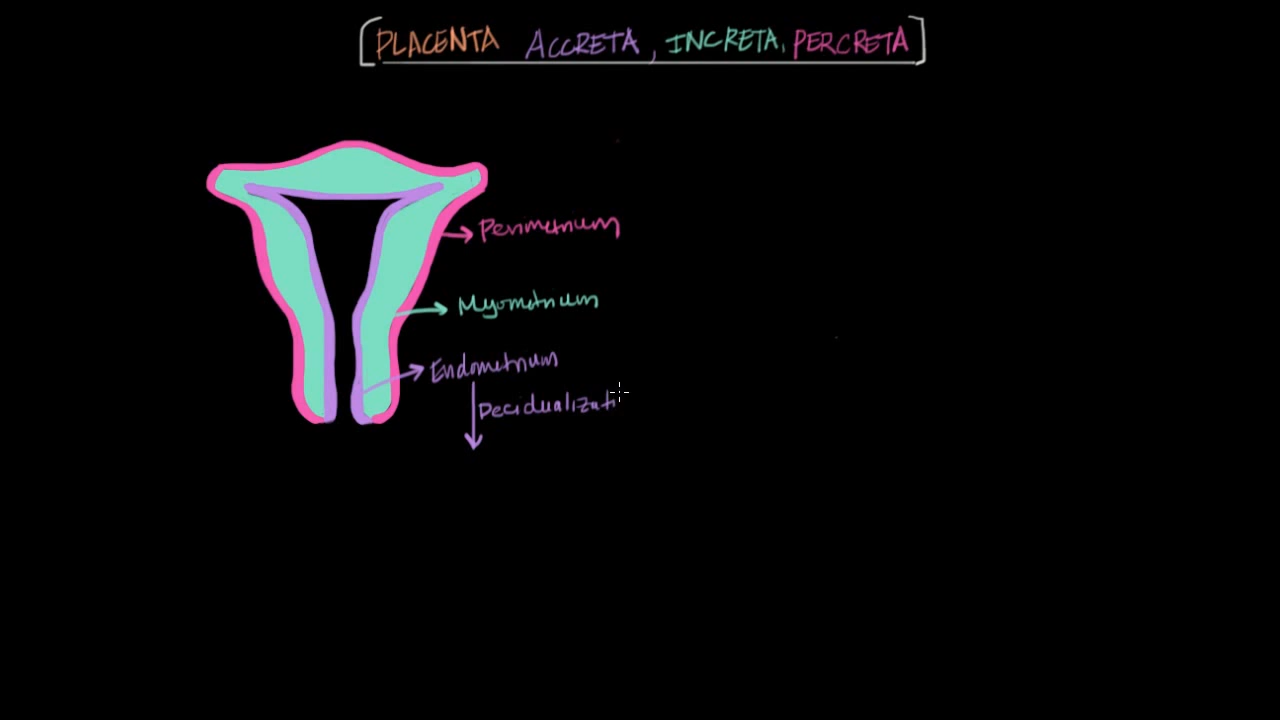 [PLACENTA ACCRETA, INCRETA, PERCRETA]
Perimetrium
Myometrium
Endometrium
Decidualizati